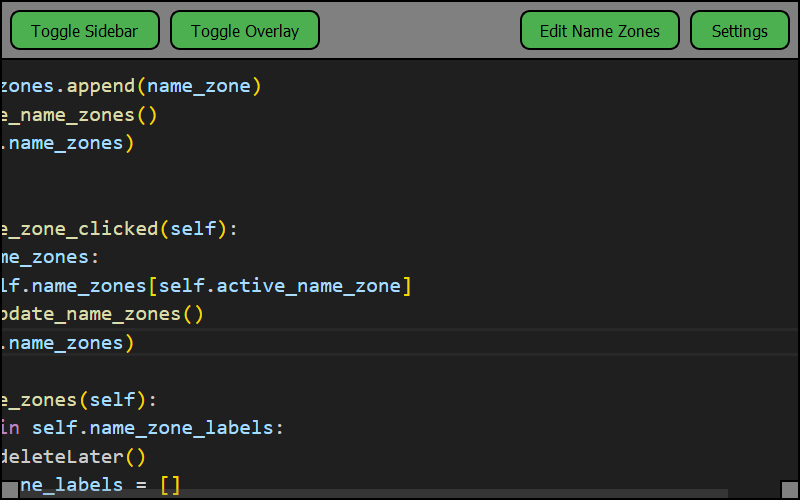 Toggle Sidebar Toggle Overlay Edit Name Zones Settings
zones.append(name_zone)
e_name_zones()
.name_zones)
e_zone_clicked(self):
me_zones:
lf.name_zones[self.active_name_zone]
pdate_name_zones()
.name_zones)
e_zones(self):
in self.name_zone_labels:
deleteLater()
ne_labels = []